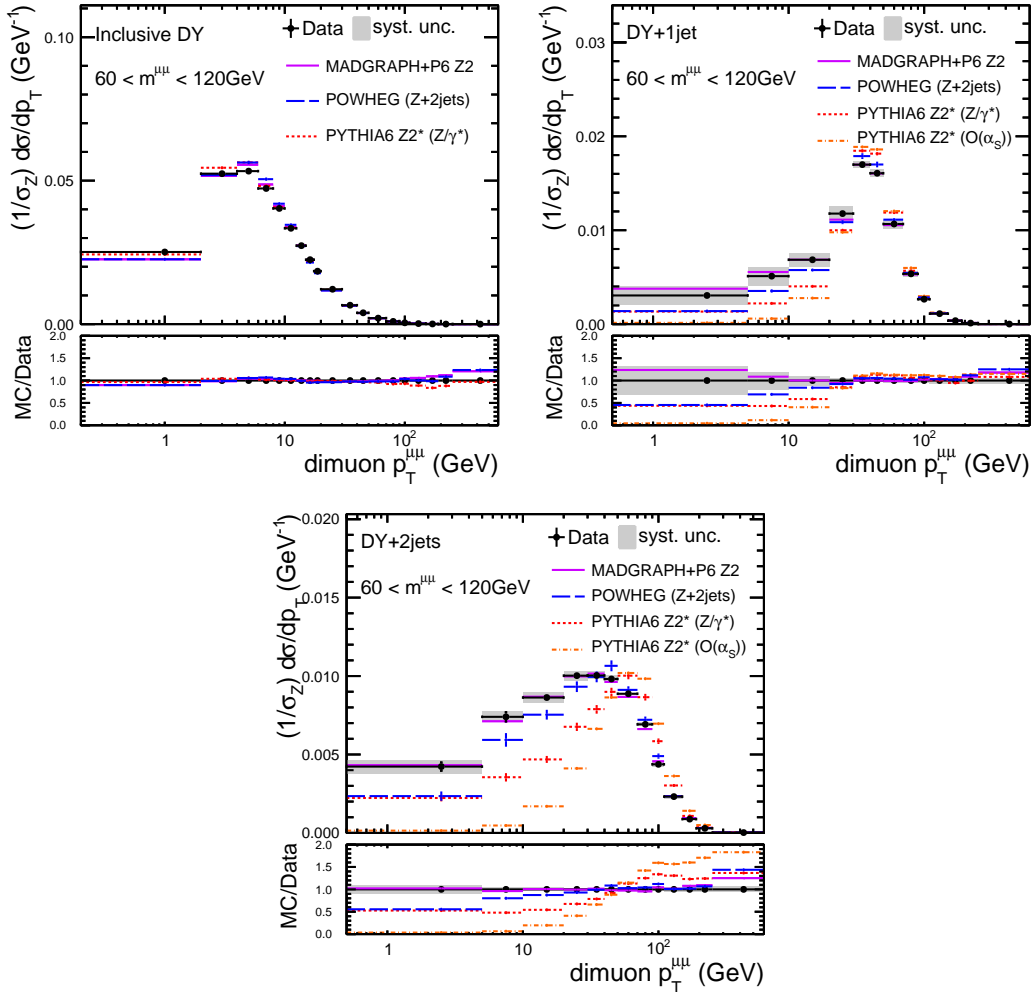 Inclusive DY
Data syst. unc.
60 < m^μμ < 120GeV
MADGRAPH+P6 Z2
POWHEG (Z+2jets)
PYTHIA6 Z2* (Z/γ*)
(1/σ_Z) dσ/dp_T (GeV^-1)
0.10
0.05
0.00
MC/Data
2.0
1.5
1.0
0.5
0.0
1 10 10^2
dimuon p_T^μμ (GeV)
DY+1jet
Data syst. unc.
60 < m^μμ < 120GeV
MADGRAPH+P6 Z2
POWHEG (Z+2jets)
PYTHIA6 Z2* (Z/γ*)
PYTHIA6 Z2* (O(α_S))
(1/σ_Z) dσ/dp_T (GeV^-1)
0.03
0.02
0.01
0.00
MC/Data
2.0
1.5
1.0
0.5
0.0
1 10 10^2
dimuon p_T^μμ (GeV)
DY+2jets
Data syst. unc.
60 < m^μμ < 120GeV
MADGRAPH+P6 Z2
POWHEG (Z+2jets)
PYTHIA6 Z2* (Z/γ*)
PYTHIA6 Z2* (O(α_S))
(1/σ_Z) dσ/dp_T (GeV^-1)
0.020
0.015
0.010
0.005
0.000
MC/Data
2.0
1.5
1.0
0.5
0.0
1 10 10^2
dimuon p_T^μμ (GeV)